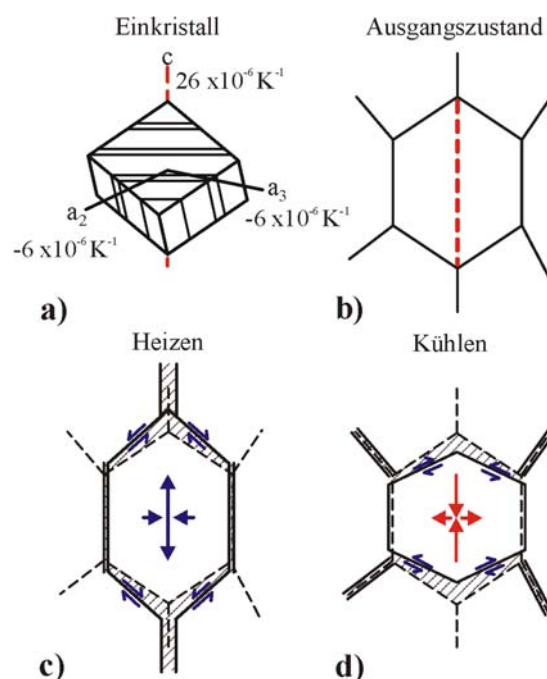 Einkristall
c
26 x10⁻⁶ K⁻¹
a₃
a₂
-6 x10⁻⁶ K⁻¹
-6 x10⁻⁶ K⁻¹
a)
Ausgangszustand
b)
Heizen
c)
Kühlen
d)